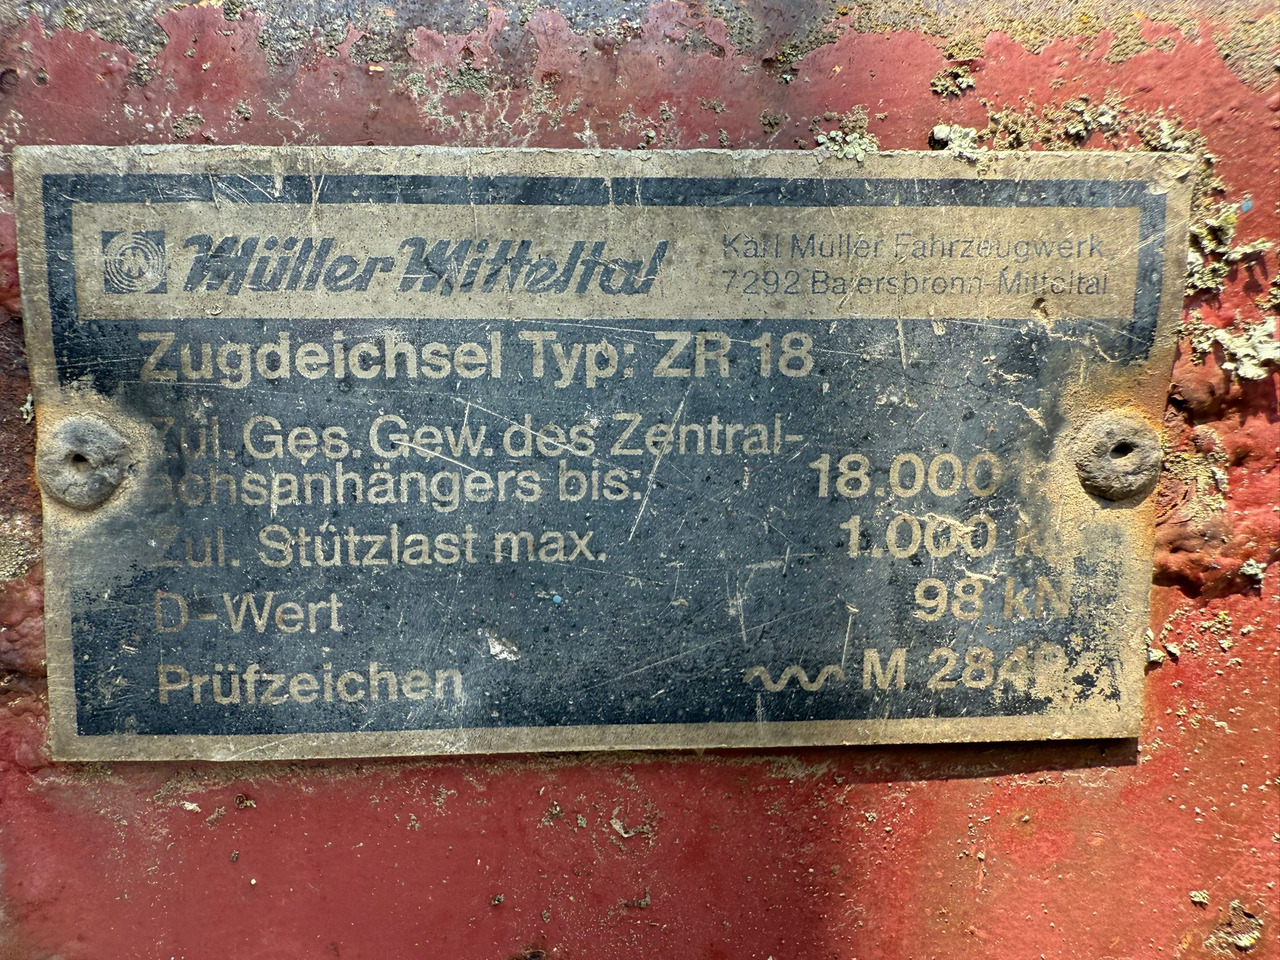 Müller Mitteltal
Karl Müller Fahrzeugwerk
7292 Baiersbronn-Mitteltal
Zugdeichsel Typ: ZR 18
Zul. Ges. Gew. des Zentral-
achsanhängers bis: 18.000
Zul. Stützlast max. 1.000
D-Wert 98 kN
Prüfzeichen M